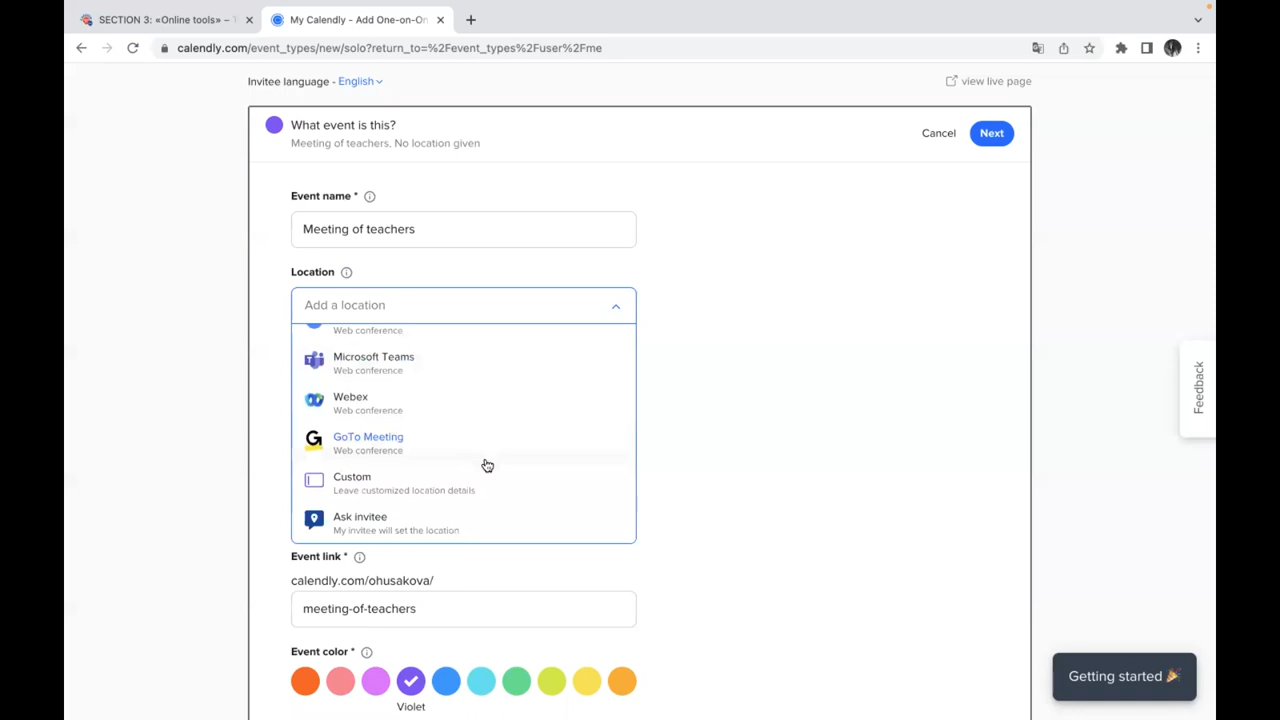 SECTION 3: «Online tools» –
My Calendly - Add One-on-On
calendly.com/event_types/new/solo?return_to=%2Fevent_types%2Fuser%2Fme
Invitee language - English
view live page
What event is this?
Meeting of teachers, No location given
Cancel
Next
Event name *
Meeting of teachers
Location
Add a location
Web conference
Microsoft Teams
Web conference
Webex
Web conference
GoTo Meeting
Web conference
Custom
Leave customized location details
Ask invitee
My invitee will set the location
Event link *
calendly.com/ohusakova/
meeting-of-teachers
Event color *
Violet
Feedback
Getting started 🎉